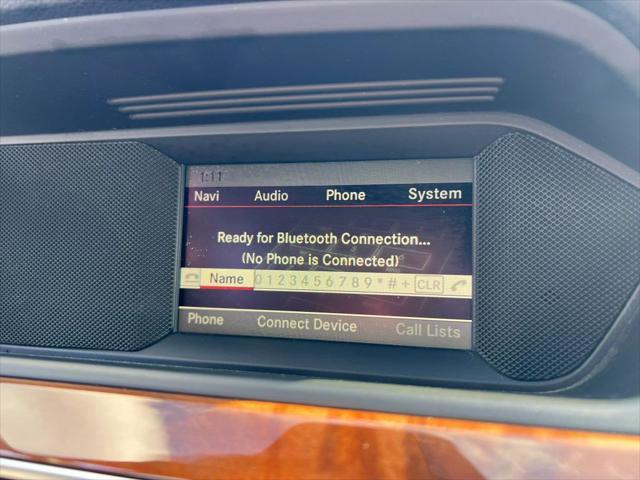 1:11
Navi Audio Phone System
Ready for Bluetooth Connection...
(No Phone is Connected)
Name 0 1 2 3 4 5 6 7 8 9 * # + CLR
Phone Connect Device Call Lists